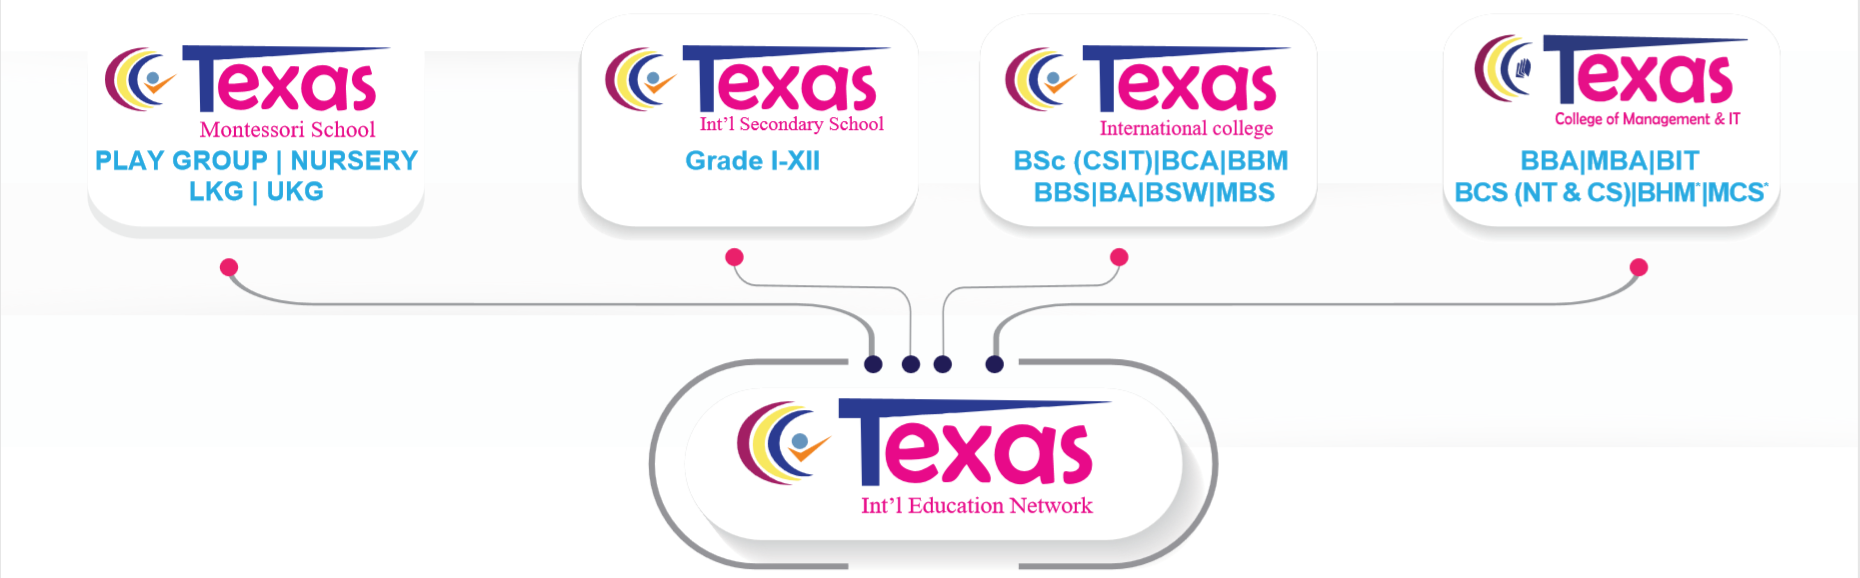 Texas
Montessori School
PLAY GROUP | NURSERY
LKG | UKG
Texas
Int'l Secondary School
Grade I-XII
Texas
International college
BSc (CSIT)|BCA|BBM
BBS|BA|BSW|MBS
Texas
College of Management & IT
BBA|MBA|BIT
BCS (NT & CS)|BHM*|MCS*
Texas
Int'l Education Network